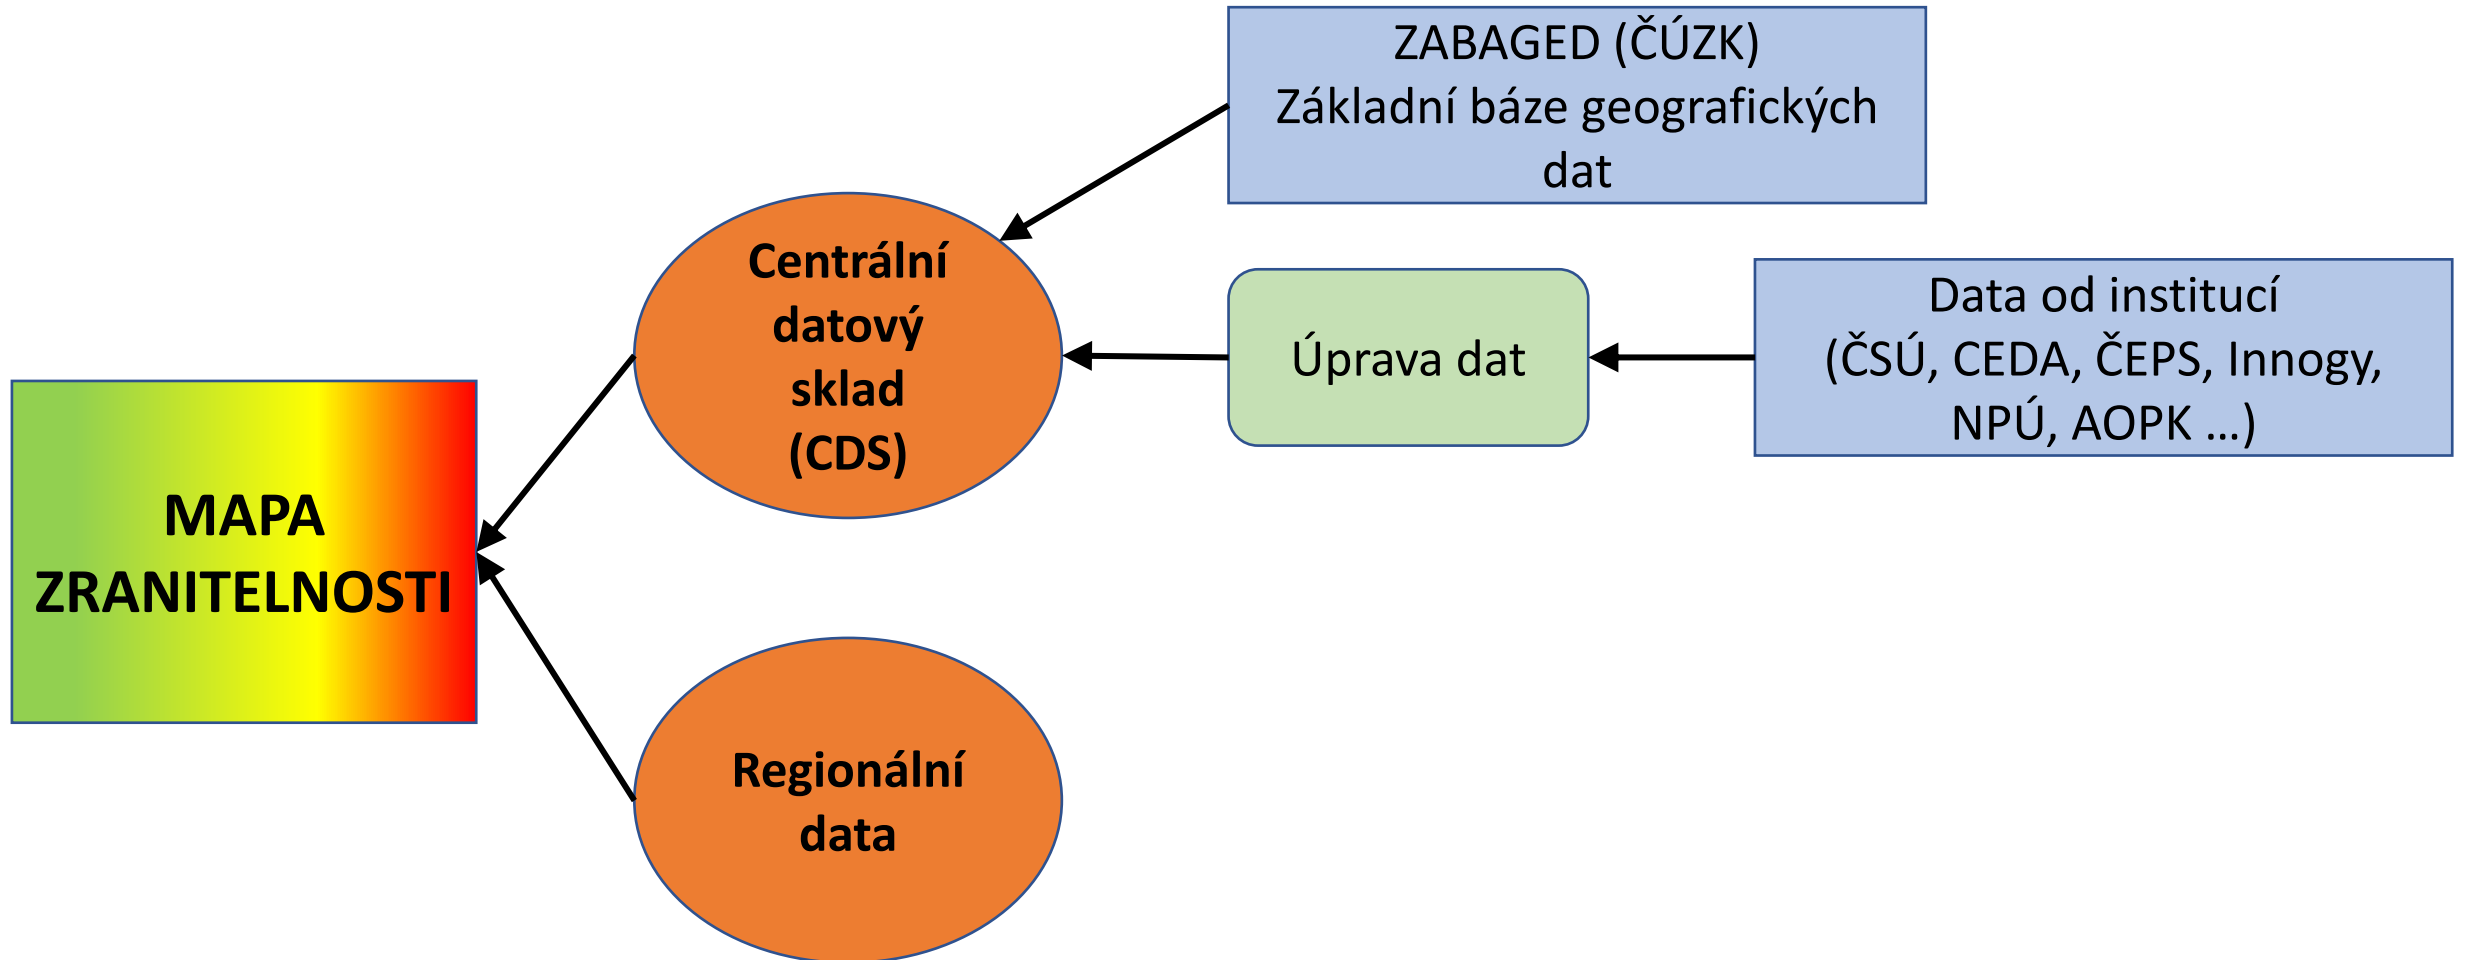 ZABAGED (ČÚZK)
Základní báze geografických
dat
Centrální
datový
sklad
(CDS)
Úprava dat
Data od institucí
(ČSÚ, CEDA, ČEPS, Innogy,
NPÚ, AOPK ...)
MAPA
ZRANITELNOSTI
Regionální
data